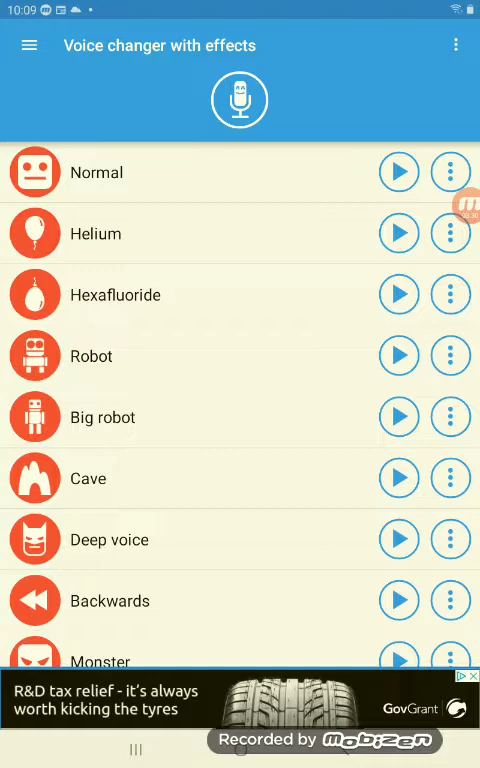 10:09
Voice changer with effects
Normal
Helium
Hexafluoride
Robot
Big robot
Cave
Deep voice
Backwards
Monster
R&D tax relief - it's always
worth kicking the tyres
GovGrant
Recorded by mobizen